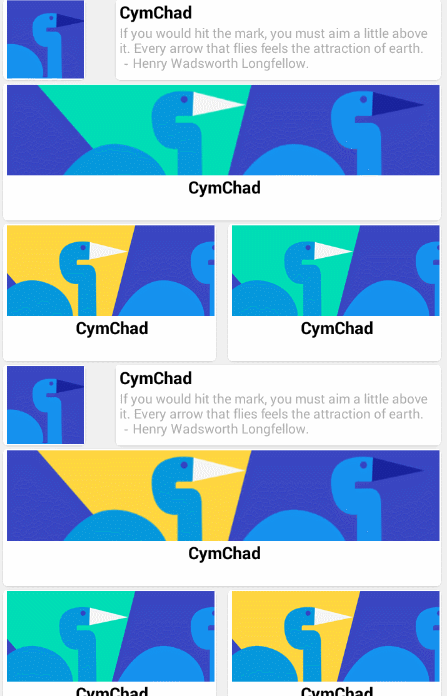 CymChad
If you would hit the mark, you must aim a little above
it. Every arrow that flies feels the attraction of earth.
- Henry Wadsworth Longfellow.
CymChad
CymChad
CymChad
CymChad
If you would hit the mark, you must aim a little above
it. Every arrow that flies feels the attraction of earth.
- Henry Wadsworth Longfellow.
CymChad
CymChad
CymChad